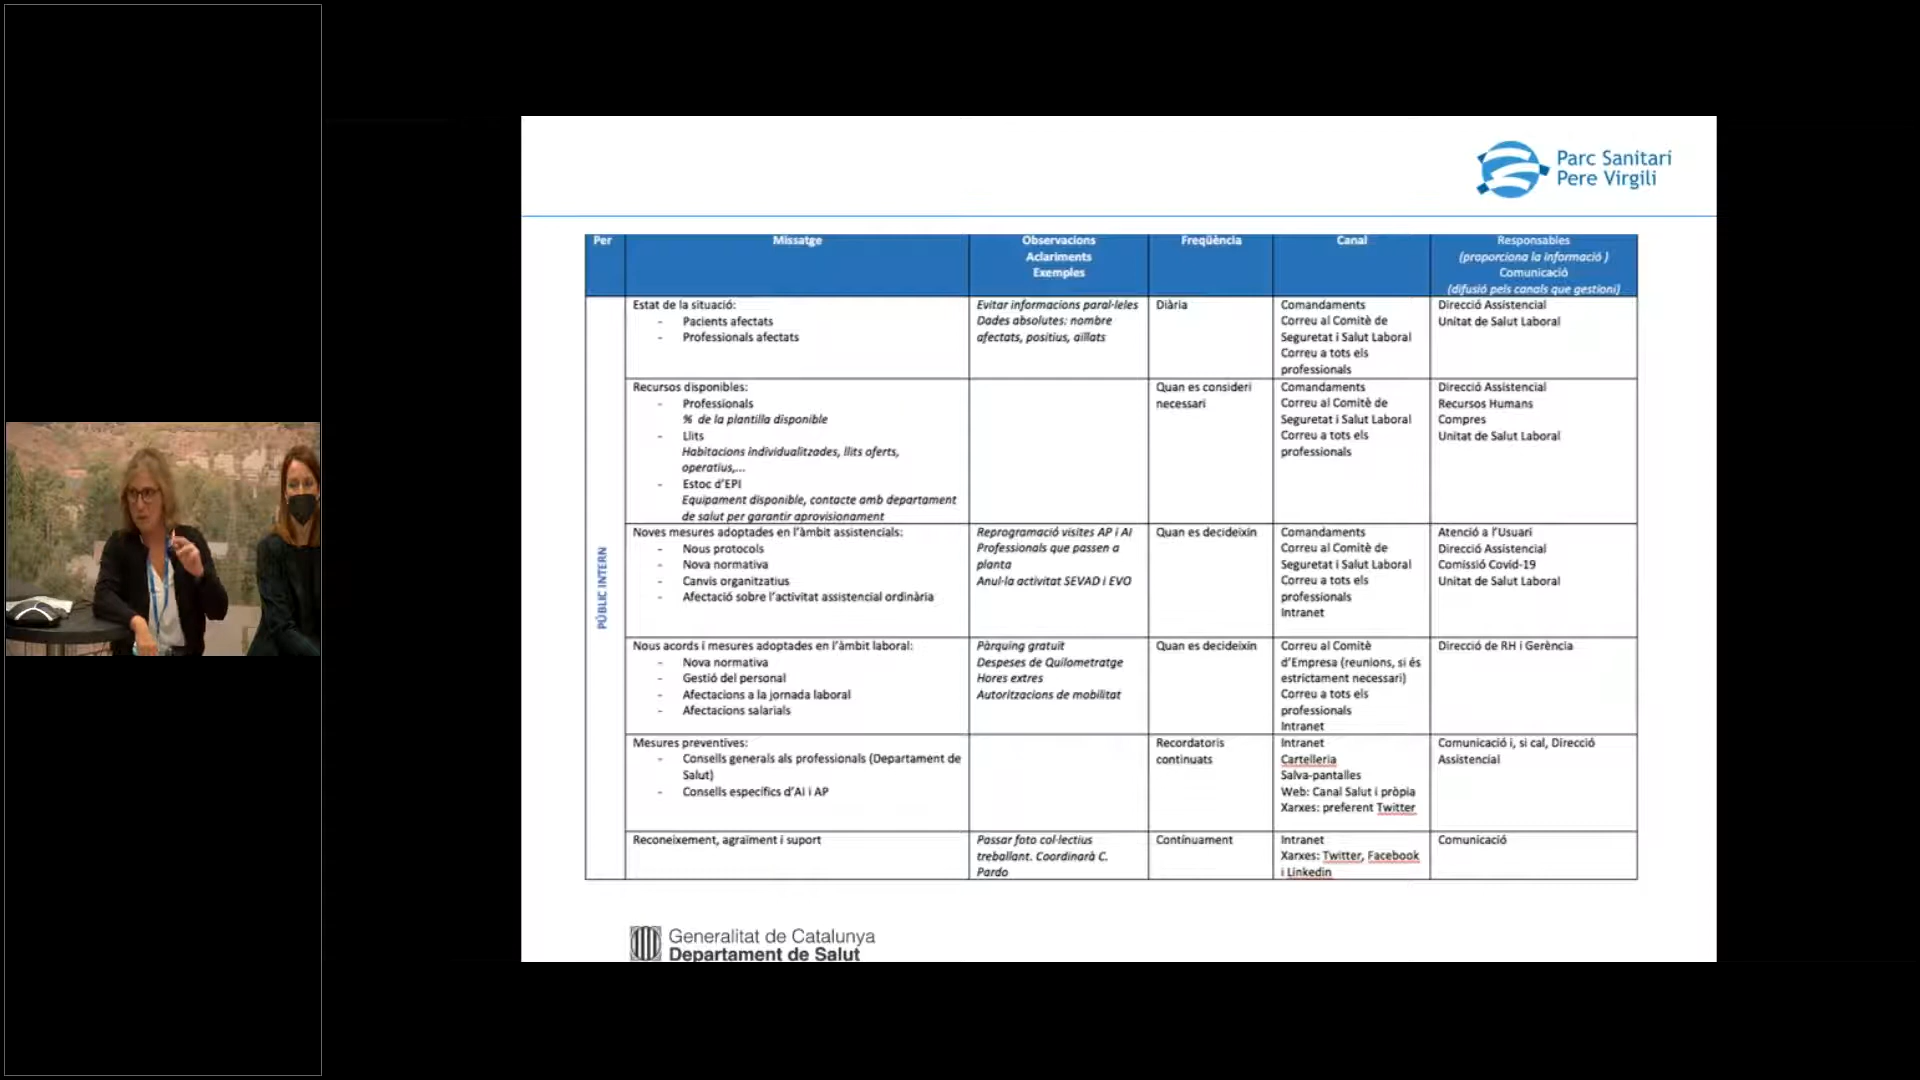 Parc Sanitari
Pere Virgili
Per
Missatge
Observacions
Aclariments
Exemples
Freqüència
Canal
Responsables
(proporciona la informació )
Comunicació
(difusió pels canals que gestioni)
PÚBLIC INTERN
Estat de la situació:
- Pacients afectats
- Professionals afectats
Evitar informacions paral·leles
Dades absolutes: nombre
afectats, positius, aïllats
Diària
Comandaments
Correu al Comitè de
Seguretat i Salut Laboral
Correu a tots els
professionals
Direcció Assistencial
Unitat de Salut Laboral
Recursos disponibles:
- Professionals
% de la plantilla disponible
- Llits
Habitacions individualitzades, llits oferts,
operatius,...
- Estoc d'EPI
Equipament disponible, contacte amb departament
de salut per garantir aprovisionament
Quan es consideri
necessari
Comandaments
Correu al Comitè de
Seguretat i Salut Laboral
Correu a tots els
professionals
Direcció Assistencial
Recursos Humans
Compres
Unitat de Salut Laboral
Noves mesures adoptades en l'àmbit assistencials:
- Nous protocols
- Nova normativa
- Canvis organitzatius
- Afectació sobre l'activitat assistencial ordinària
Reprogramació visites AP i AI
Professionals que passen a
planta
Anul·la activitat SEVAD i EVO
Quan es decideixin
Comandaments
Correu al Comitè de
Seguretat i Salut Laboral
Correu a tots els
professionals
Intranet
Atenció a l'Usuari
Direcció Assistencial
Comissió Covid-19
Unitat de Salut Laboral
Nous acords i mesures adoptades en l'àmbit laboral:
- Nova normativa
- Gestió del personal
- Afectacions a la jornada laboral
- Afectacions salarials
Pàrquing gratuït
Despeses de Quilometratge
Hores extres
Autoritzacions de mobilitat
Quan es decideixin
Correu al Comitè
d'Empresa (reunions, si és
estrictament necessari)
Correu a tots els
professionals
Intranet
Direcció de RH i Gerència
Mesures preventives:
- Consells generals als professionals (Departament de
Salut)
- Consells específics d'AI i AP
Recordatoris
continuats
Intranet
Cartelleria
Salva-pantalles
Web: Canal Salut i pròpia
Xarxes: preferent Twitter
Comunicació i, si cal, Direcció
Assistencial
Reconeixement, agraïment i suport
Passar foto col·lectius
treballant. Coordinarà C.
Pardo
Contínuament
Intranet
Xarxes: Twitter, Facebook
i Linkedin
Comunicació
Generalitat de Catalunya
Departament de Salut